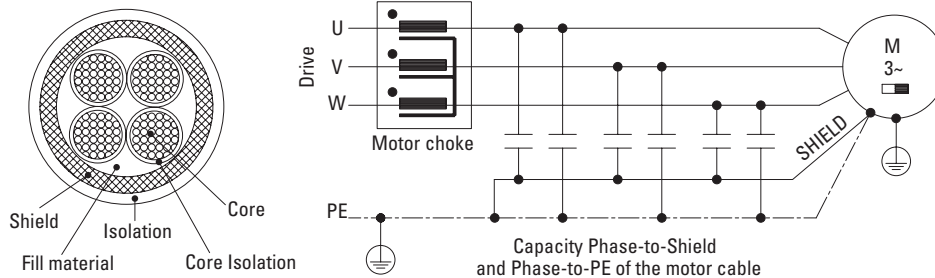 Shield
Isolation
Fill material
Core
Core Isolation
Drive
U
V
W
Motor choke
M
3~
SHIELD
PE
Capacity Phase-to-Shield
and Phase-to-PE of the motor cable